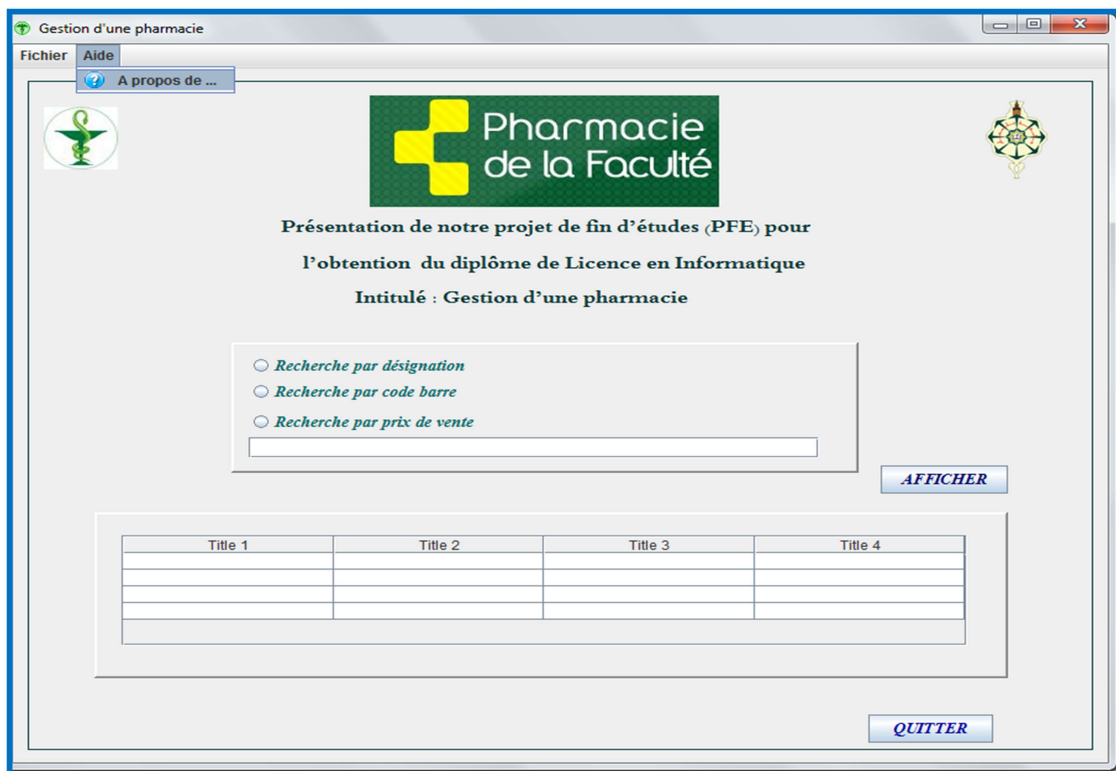 Gestion d'une pharmacie
Fichier Aide
A propos de ...
Pharmacie
de la Faculté
Présentation de notre projet de fin d'études (PFE) pour
l'obtention du diplôme de Licence en Informatique
Intitulé : Gestion d'une pharmacie
Recherche par désignation
Recherche par code barre
Recherche par prix de vente
AFFICHER
Title 1 Title 2 Title 3 Title 4
QUITTER